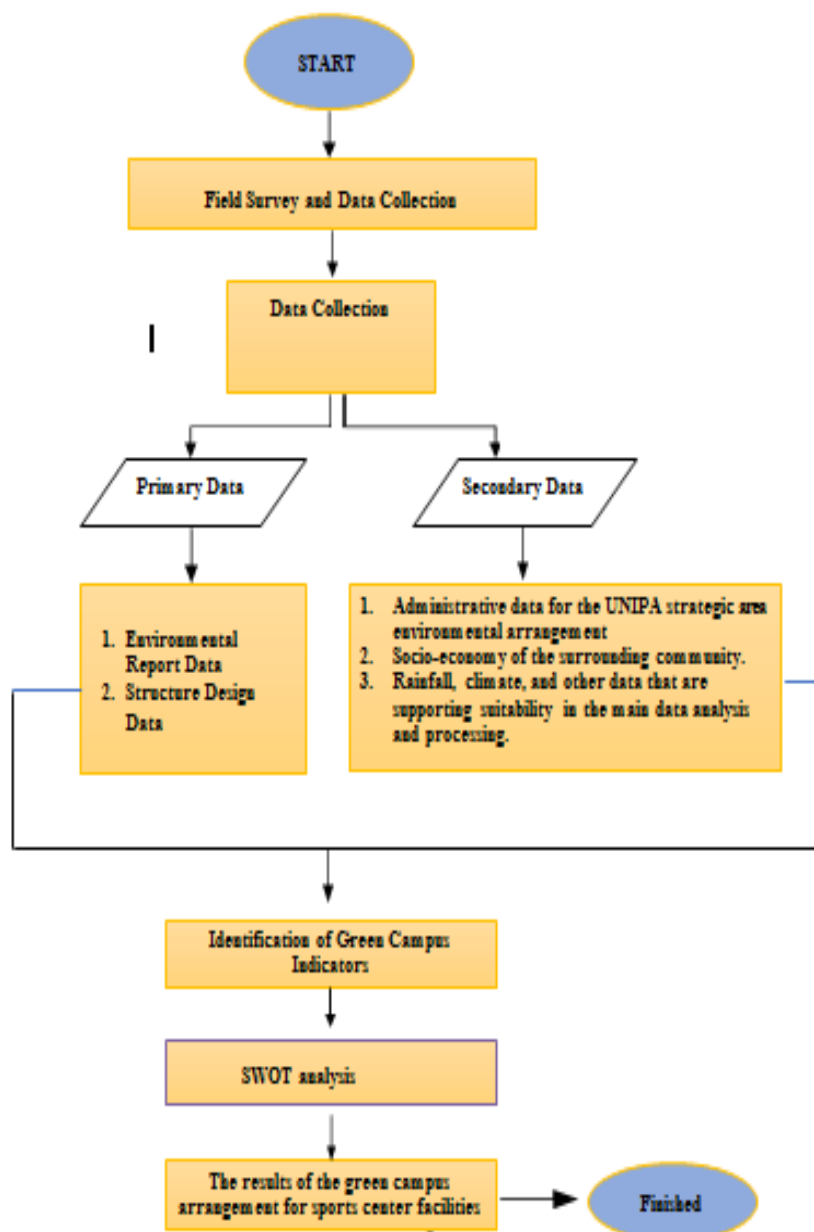 START
Field Survey and Data Collection
Data Collection
Primary Data
Secondary Data
1. Environmental
Report Data
2. Structure Design
Data
1. Administrative data for the UNIPA strategic area
environmental arrangement
2. Socio-economy of the surrounding community.
3. Rainfall, climate, and other data that are
supporting suitability in the main data analysis
and processing.
Identification of Green Campus
Indicators
SWOT analysis
The results of the green campus
arrangement for sports center facilities
Finished